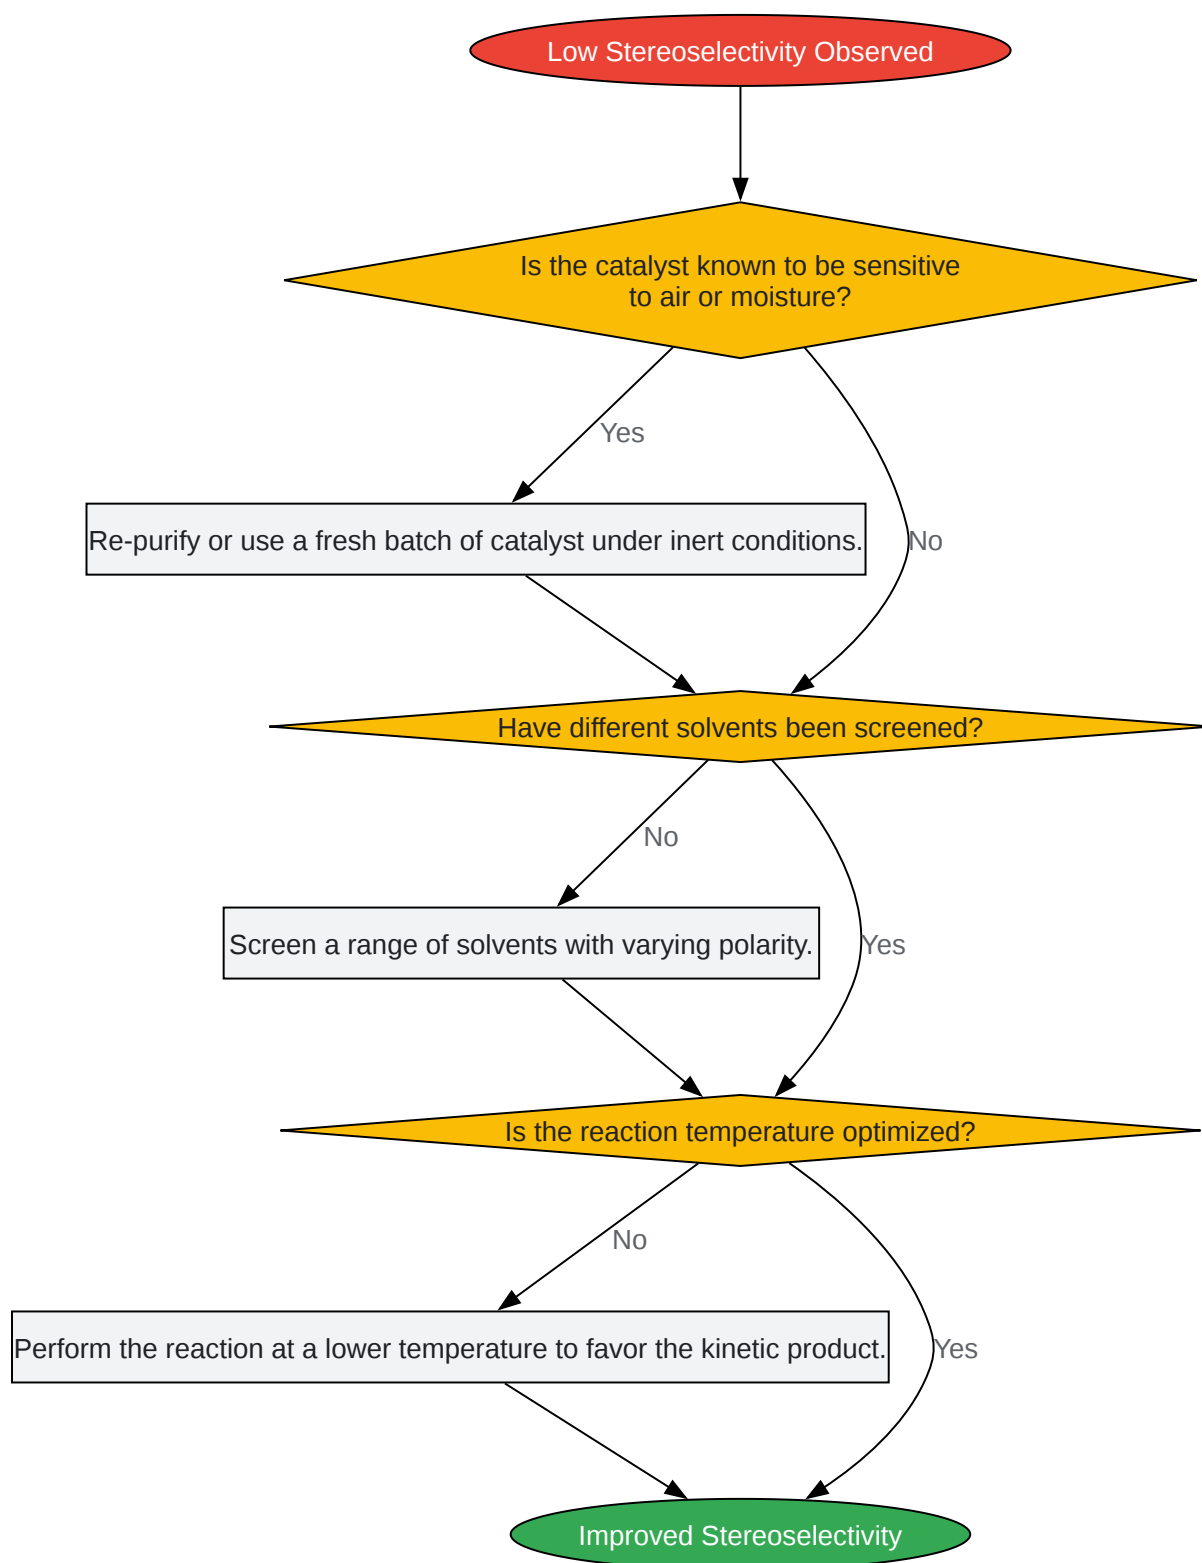 Low Stereoselectivity Observed
Is the catalyst known to be sensitive
to air or moisture?
Yes
Re-purify or use a fresh batch of catalyst under inert conditions.
No
Have different solvents been screened?
No
Screen a range of solvents with varying polarity.
Yes
Is the reaction temperature optimized?
No
Perform the reaction at a lower temperature to favor the kinetic product.
Yes
Improved Stereoselectivity